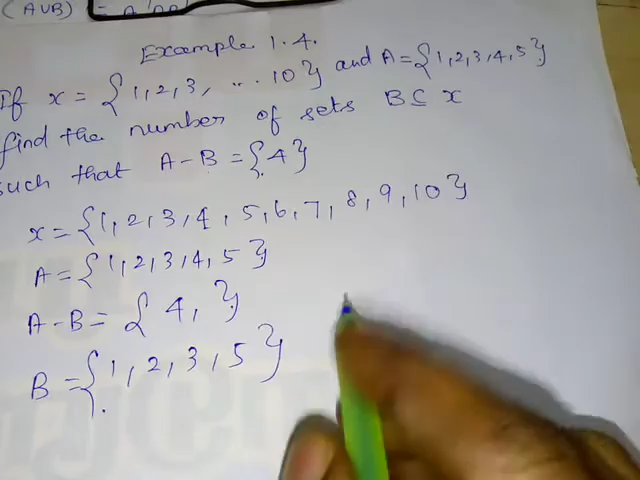 (AUB)
Example 1.4.
If x = {1, 2, 3, ... 10} and A = {1, 2, 3, 4, 5}
find the number of sets B ⊆ x
such that A - B = {4}
x = {1, 2, 3, 4, 5, 6, 7, 8, 9, 10}
A = {1, 2, 3, 4, 5}
A - B = {4, }
B = {1, 2, 3, 5}